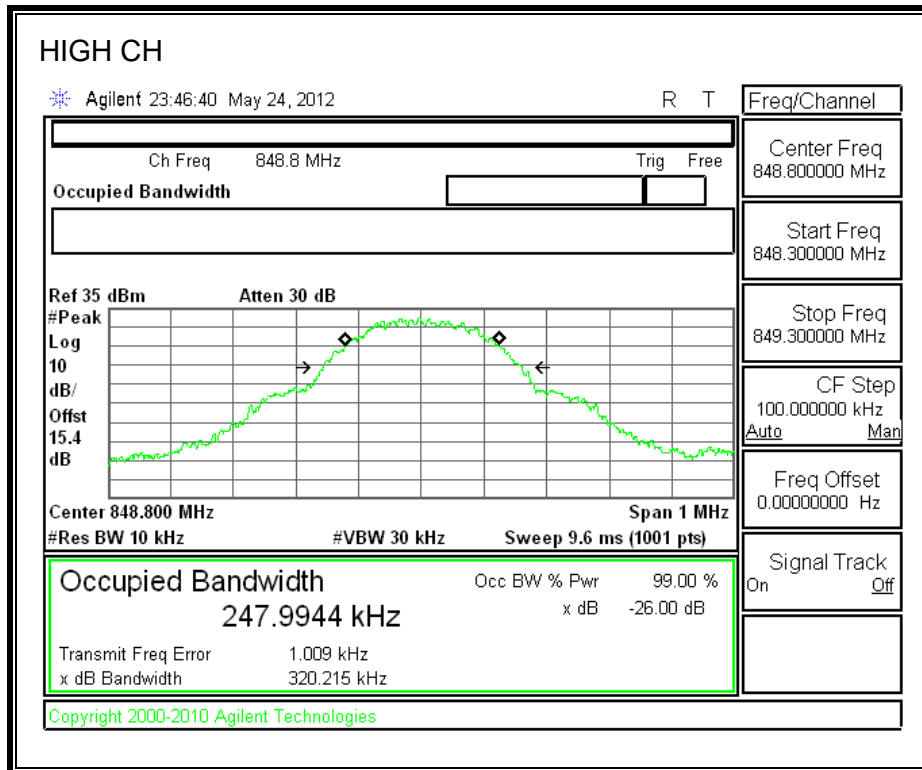 HIGH CH
Agilent 23:46:40 May 24, 2012 R T
Freq/Channel
Ch Freq 848.8 MHz Trig Free
Occupied Bandwidth
Center Freq
848.800000 MHz
Start Freq
848.300000 MHz
Stop Freq
849.300000 MHz
CF Step
100.000000 kHz
Auto Man
Freq Offset
0.00000000 Hz
Signal Track
On Off
Ref 35 dBm Atten 30 dB
#Peak
Log
10
dB/
Offst
15.4
dB
Center 848.800 MHz Span 1 MHz
#Res BW 10 kHz #VBW 30 kHz Sweep 9.6 ms (1001 pts)
Occupied Bandwidth Occ BW % Pwr 99.00 %
247.9944 kHz x dB -26.00 dB
Transmit Freq Error 1.009 kHz
x dB Bandwidth 320.215 kHz
Copyright 2000-2010 Agilent Technologies